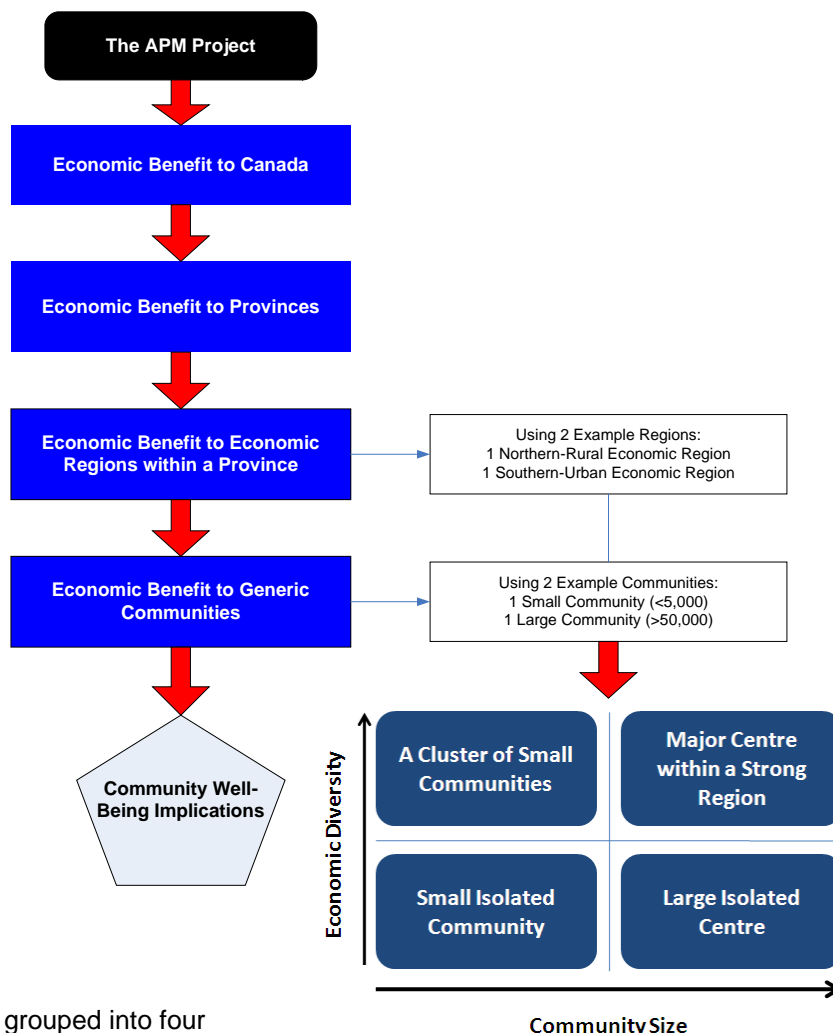 The APM Project
Economic Benefit to Canada
Economic Benefit to Provinces
Economic Benefit to Economic
Regions within a Province
Using 2 Example Regions:
1 Northern-Rural Economic Region
1 Southern-Urban Economic Region
Economic Benefit to Generic
Communities
Using 2 Example Communities:
1 Small Community (<5,000)
1 Large Community (>50,000)
Community Well-
Being Implications
Economic Diversity
A Cluster of Small
Communities
Major Centre
within a Strong
Region
Small Isolated
Community
Large Isolated
Centre
Community Size
grouped into four